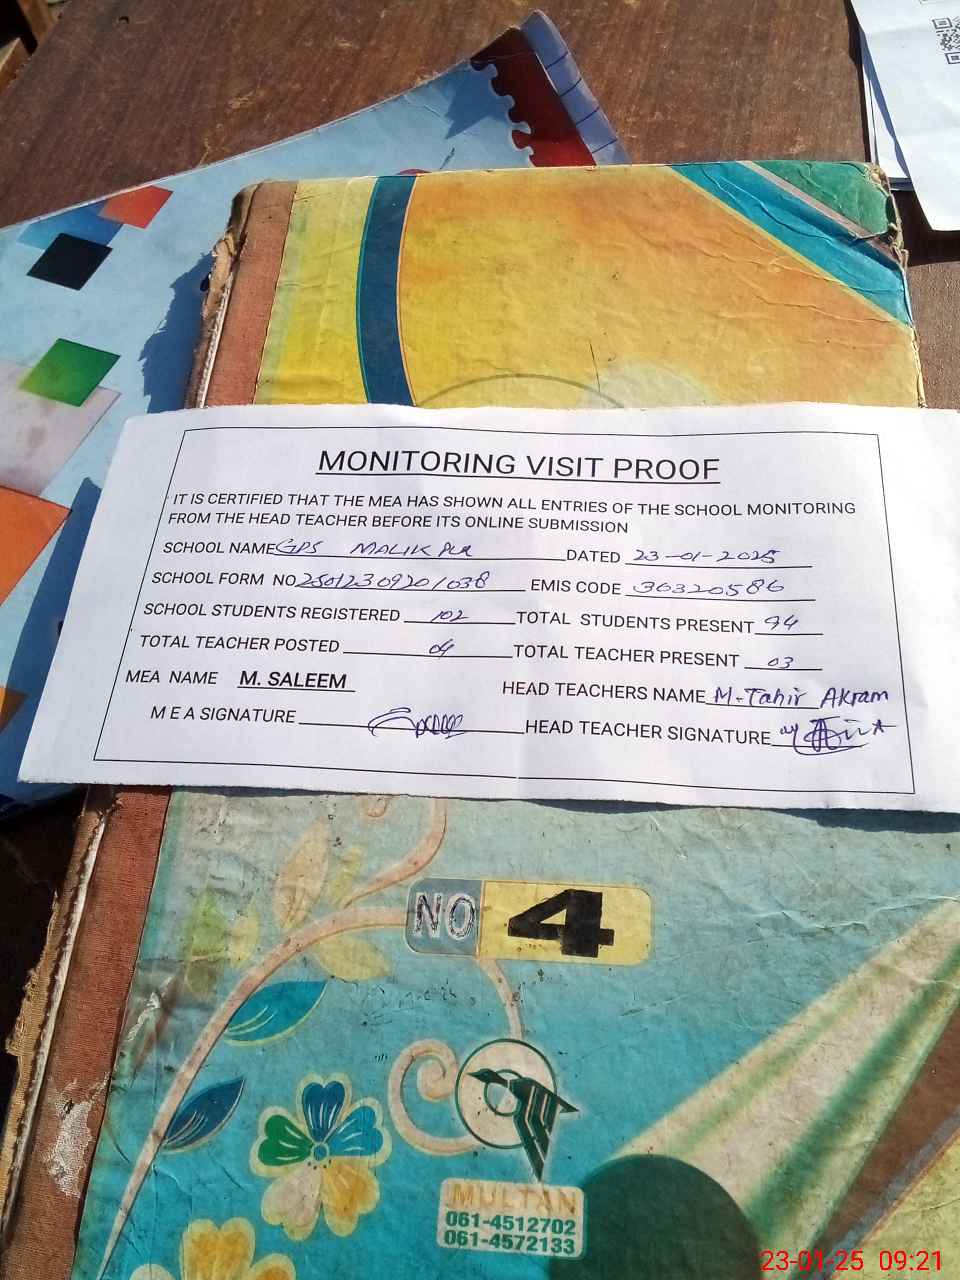 MONITORING VISIT PROOF
IT IS CERTIFIED THAT THE MEA HAS SHOWN ALL ENTRIES OF THE SCHOOL MONITORING
FROM THE HEAD TEACHER BEFORE ITS ONLINE SUBMISSION
SCHOOL NAME GPS MALIK PUR DATED 23-01-2025
SCHOOL FORM NO 25012309201038 EMIS CODE 36320586
SCHOOL STUDENTS REGISTERED 102 TOTAL STUDENTS PRESENT 94
TOTAL TEACHER POSTED 04 TOTAL TEACHER PRESENT 03
MEA NAME M. SALEEM HEAD TEACHERS NAME M.Tahir Akram
M E A SIGNATURE HEAD TEACHER SIGNATURE
NO 4
MULTAN
061-4512702
061-4572133
23-01-25 09:21